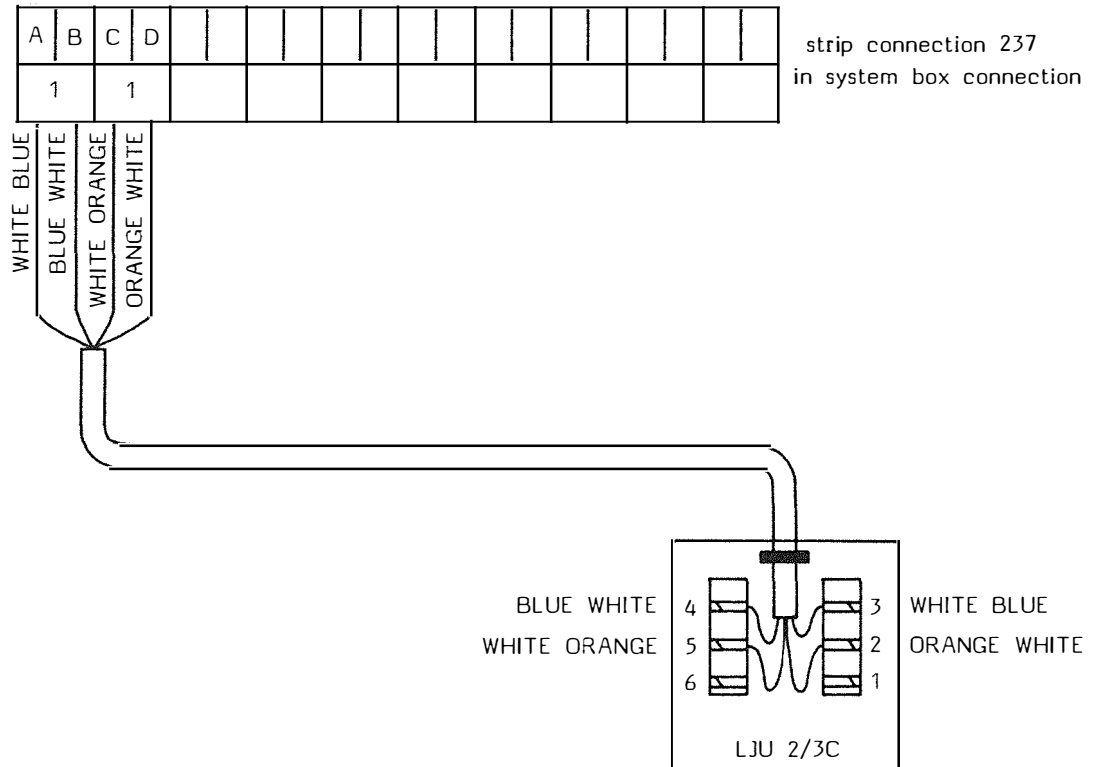 A B C D
strip connection 237
in system box connection
1 1
WHITE BLUE
BLUE WHITE
WHITE ORANGE
ORANGE WHITE
BLUE WHITE 4 3 WHITE BLUE
WHITE ORANGE 5 2 ORANGE WHITE
6 1
LJU 2/3C